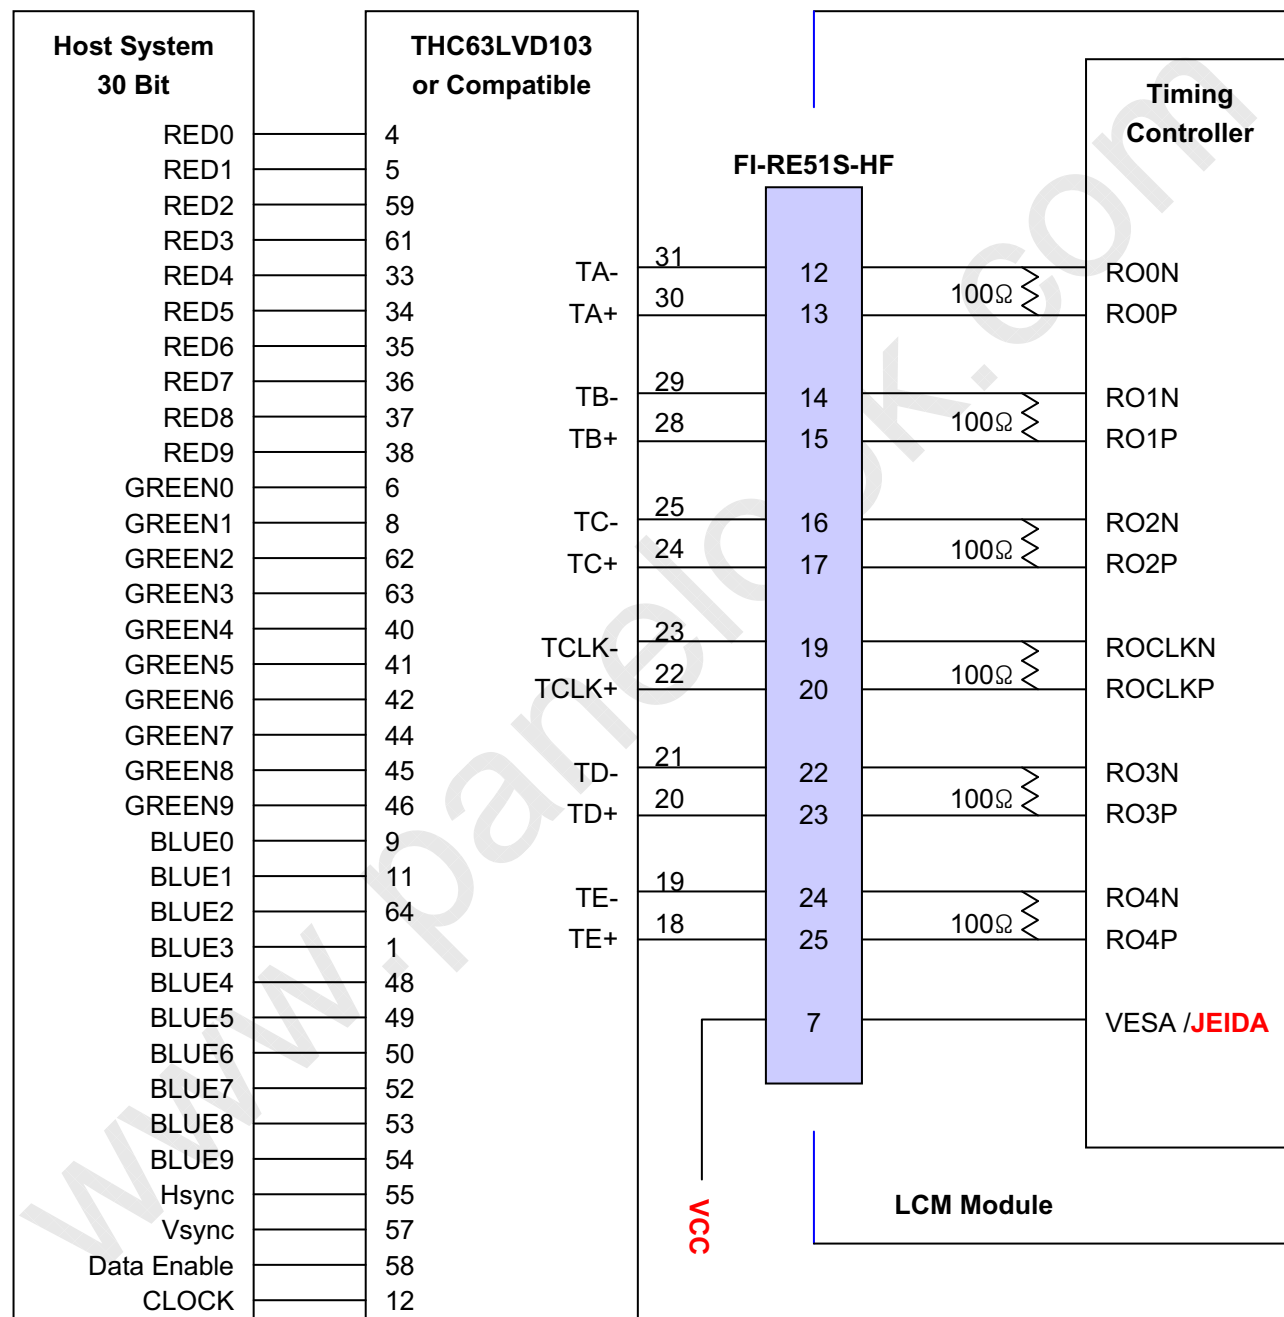 Host System
30 Bit
RED0
RED1
RED2
RED3
RED4
RED5
RED6
RED7
RED8
RED9
GREEN0
GREEN1
GREEN2
GREEN3
GREEN4
GREEN5
GREEN6
GREEN7
GREEN8
GREEN9
BLUE0
BLUE1
BLUE2
BLUE3
BLUE4
BLUE5
BLUE6
BLUE7
BLUE8
BLUE9
Hsync
Vsync
Data Enable
CLOCK
THC63LVD103
or Compatible
4
5
59
61
33
34
35
36
37
38
6
8
62
63
40
41
42
44
45
46
9
11
64
1
48
49
50
52
53
54
55
57
58
12
TA- 31
TA+ 30
TB- 29
TB+ 28
TC- 25
TC+ 24
TCLK- 23
TCLK+ 22
TD- 21
TD+ 20
TE- 19
TE+ 18
FI-RE51S-HF
12
13
14
15
16
17
19
20
22
23
24
25
7
VCC
100Ω
100Ω
100Ω
100Ω
100Ω
100Ω
Timing
Controller
RO0N
RO0P
RO1N
RO1P
RO2N
RO2P
ROCLKN
ROCLKP
RO3N
RO3P
RO4N
RO4P
VESA /JEIDA
LCM Module
www.panelook.com